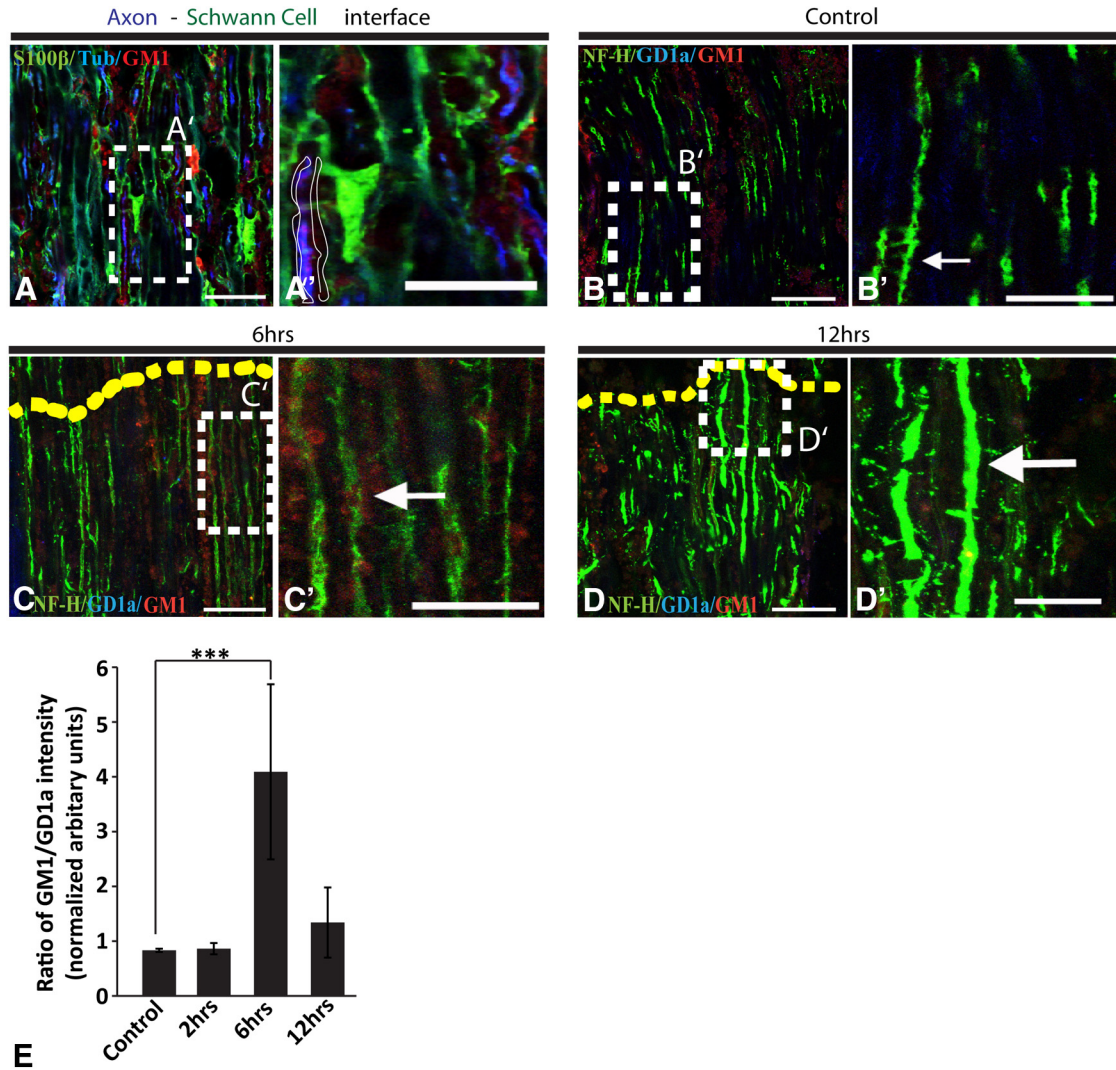 Axon - Schwann Cell interface
Control
S100β/Tub/GM1
A'
A
A'
NF-H/GD1a/GM1
B'
B
B'
6hrs
12hrs
C'
C
NF-H/GD1a/GM1
C'
D'
D
NF-H/GD1a/GM1
D'
***
6
5
4
3
2
1
0
Ratio of GM1/GD1a intensity
(normalized arbitary units)
Control
2hrs
6hrs
12hrs
E